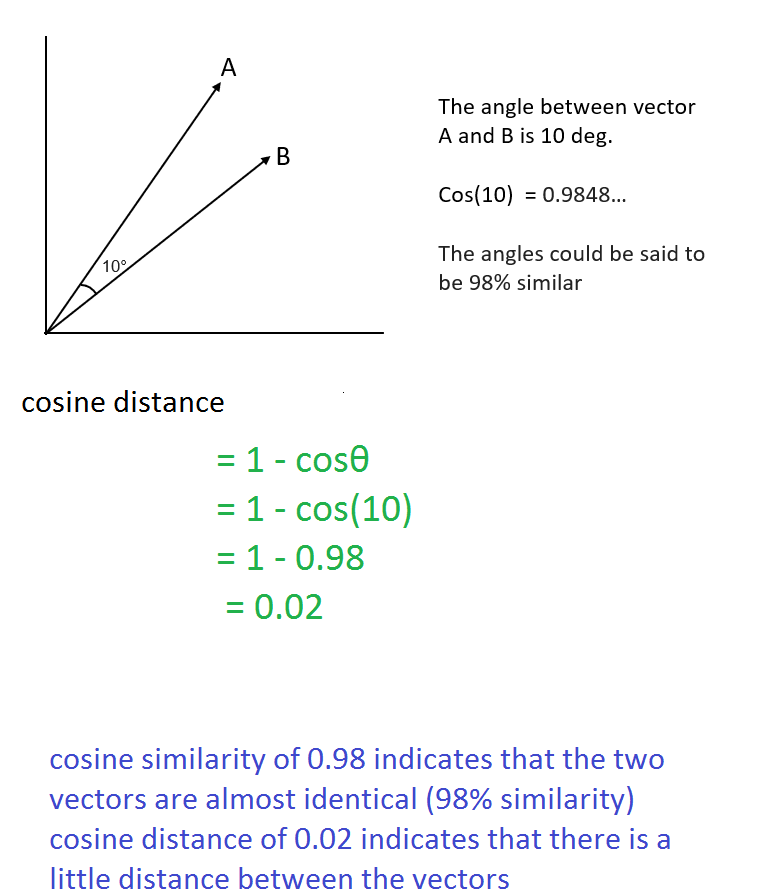 A
B
10°
The angle between vector
A and B is 10 deg.
Cos(10) = 0.9848...
The angles could be said to
be 98% similar
cosine distance
= 1 - cosθ
= 1 - cos(10)
= 1 - 0.98
= 0.02
cosine similarity of 0.98 indicates that the two
vectors are almost identical (98% similarity)
cosine distance of 0.02 indicates that there is a
little distance between the vectors